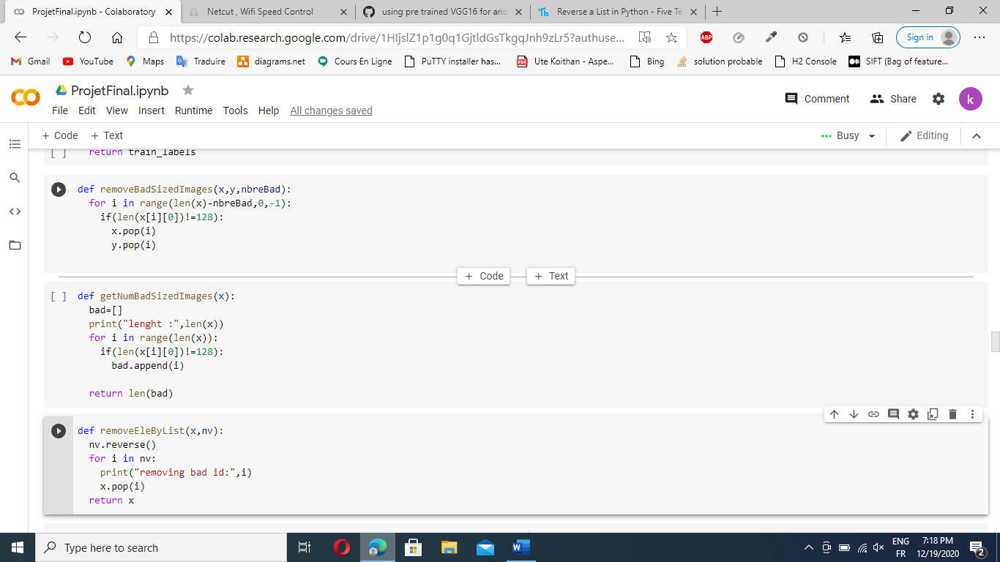 ProjetFinal.ipynb - Colaboratory
Netcut , Wifi Speed Control
using pre trained VGG16 for ano
Reverse a List in Python - Five Te
https://colab.research.google.com/drive/1HIjslZ1p1g0q1GjtldGsTkgqJnh9zLr5?authuse...
ABP
Sign in
Gmail
YouTube
Maps
Traduire
diagrams.net
Cours En Ligne
PuTTY installer has...
PDF
Ute Koithan - Aspe...
Bing
solution probable
H2 Console
SIFT (Bag of feature...
ProjetFinal.ipynb
Comment
Share
k
File Edit View Insert Runtime Tools Help All changes saved
+ Code + Text
Busy
Editing
[ ] return train_labels
def removeBadSizedImages(x,y,nbreBad):
for i in range(len(x)-nbreBad,0,-1):
if(len(x[i][0])!=128):
x.pop(i)
y.pop(i)
+ Code + Text
[ ] def getNumBadSizedImages(x):
bad=[]
print("lenght :",len(x))
for i in range(len(x)):
if(len(x[i][0])!=128):
bad.append(i)
return len(bad)
def removeEleByList(x,nv):
nv.reverse()
for i in nv:
print("removing bad id:",i)
x.pop(i)
return x
Type here to search
ENG
FR
7:18 PM
12/19/2020
2